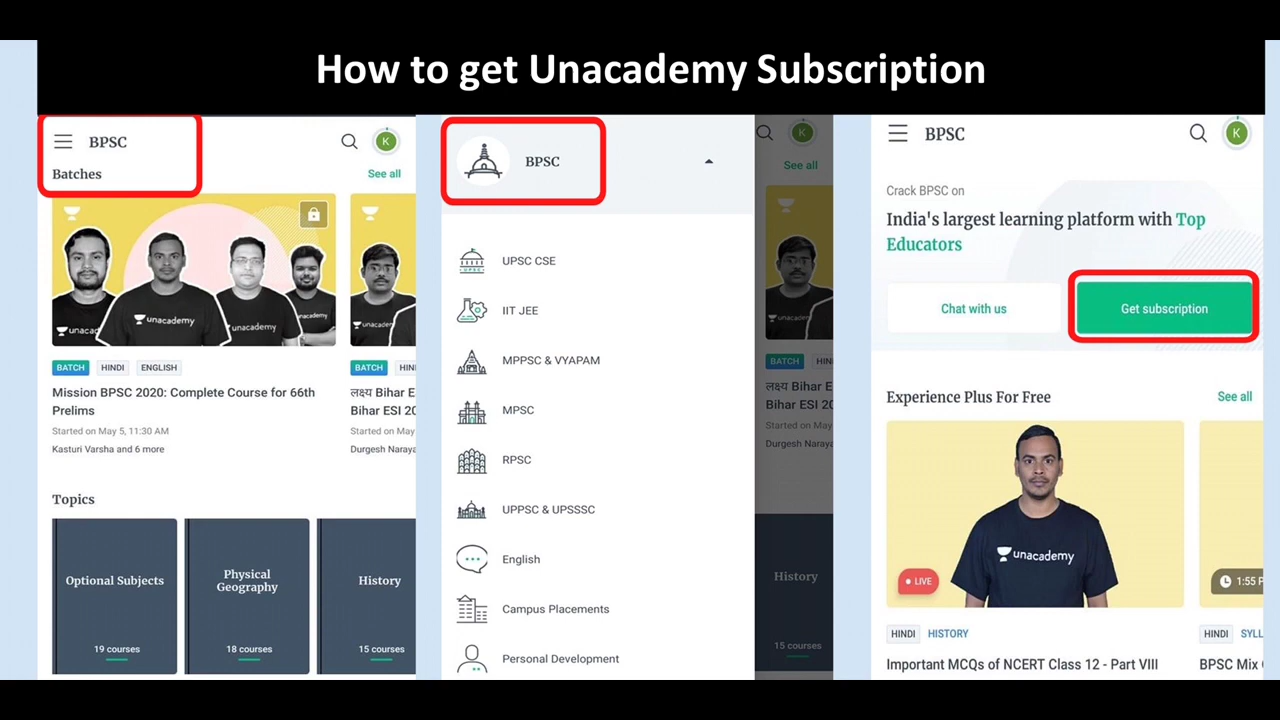 How to get Unacademy Subscription
BPSC
K
Batches
See all
unacademy
unacademy
BATCH HINDI ENGLISH
Mission BPSC 2020: Complete Course for 66th
Prelims
Started on May 5, 11:30 AM
Kasturi Varsha and 6 more
BATCH
लक्ष्य Bihar
Bihar ESI
Started on May
Durgesh
Topics
Optional Subjects
19 courses
Physical
Geography
18 courses
History
15 courses
BPSC
UPSC CSE
IIT JEE
MPPSC & VYAPAM
MPSC
RPSC
UPPSC & UPSSSC
English
Campus Placements
Personal Development
K
See all
BATCH
लक्ष्य Bihar
Bihar ESI
Started on May
Durgesh
History
15 courses
BPSC
K
Crack BPSC on
India's largest learning platform with Top
Educators
Chat with us
Get subscription
Experience Plus For Free
See all
unacademy
LIVE
1:55
HINDI HISTORY
Important MCQs of NCERT Class 12 - Part VIII
HINDI
BPSC Mix